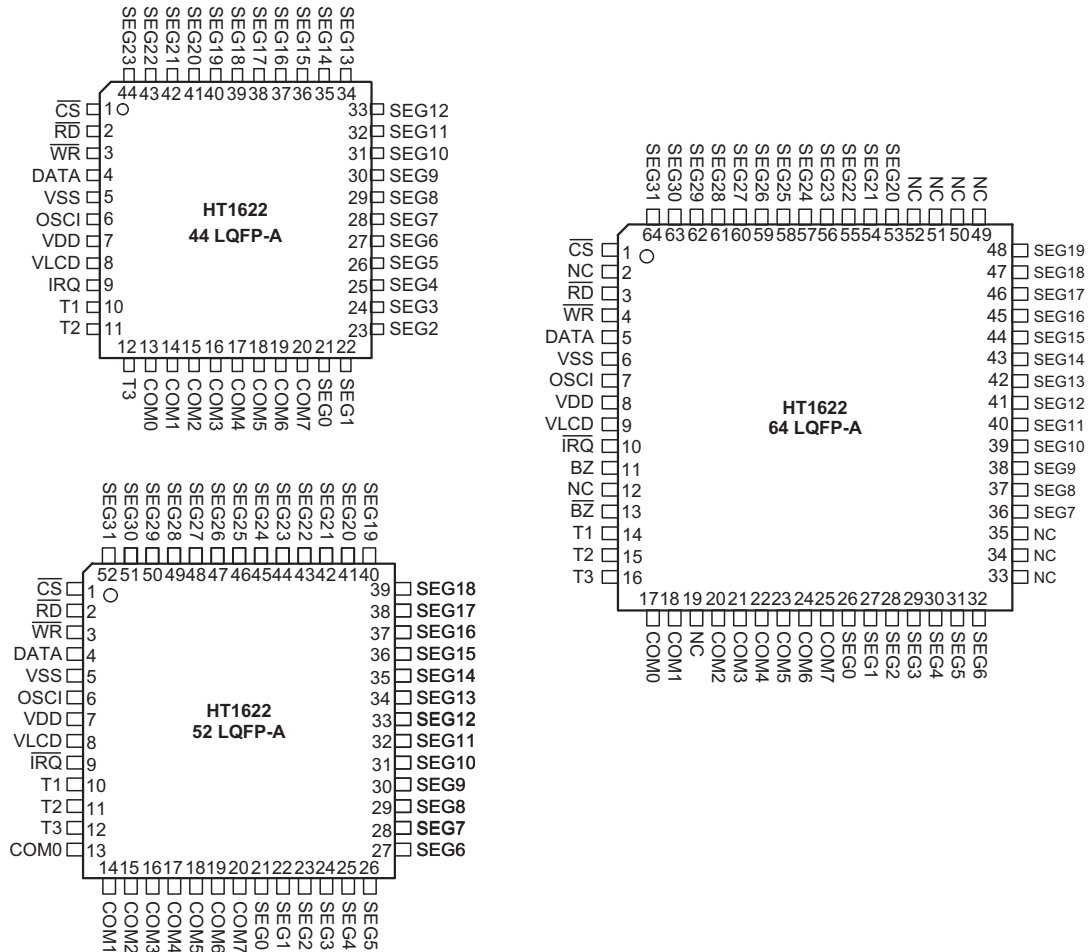 SEG23 SEG22 SEG21 SEG20 SEG19 SEG18 SEG17 SEG16 SEG15 SEG14 SEG13
44 43 42 41 40 39 38 37 36 35 34
C̅S̅ 1
R̅D̅ 2
W̅R̅ 3
DATA 4
VSS 5
OSCI 6
VDD 7
VLCD 8
IRQ 9
T1 10
T2 11
HT1622
44 LQFP-A
33 SEG12
32 SEG11
31 SEG10
30 SEG9
29 SEG8
28 SEG7
27 SEG6
26 SEG5
25 SEG4
24 SEG3
23 SEG2
12 13 14 15 16 17 18 19 20 21 22
T3 COM0 COM1 COM2 COM3 COM4 COM5 COM6 COM7 SEG0 SEG1
SEG31 SEG30 SEG29 SEG28 SEG27 SEG26 SEG25 SEG24 SEG23 SEG22 SEG21 SEG20 NC NC NC NC
64 63 62 61 60 59 58 57 56 55 54 53 52 51 50 49
C̅S̅ 1
NC 2
R̅D̅ 3
W̅R̅ 4
DATA 5
VSS 6
OSCI 7
VDD 8
VLCD 9
I̅R̅Q̅ 10
BZ 11
NC 12
B̅Z̅ 13
T1 14
T2 15
T3 16
HT1622
64 LQFP-A
48 SEG19
47 SEG18
46 SEG17
45 SEG16
44 SEG15
43 SEG14
42 SEG13
41 SEG12
40 SEG11
39 SEG10
38 SEG9
37 SEG8
36 SEG7
35 NC
34 NC
33 NC
17 18 19 20 21 22 23 24 25 26 27 28 29 30 31 32
COM0 COM1 NC COM2 COM3 COM4 COM5 COM6 COM7 SEG0 SEG1 SEG2 SEG3 SEG4 SEG5 SEG6
SEG31 SEG30 SEG29 SEG28 SEG27 SEG26 SEG25 SEG24 SEG23 SEG22 SEG21 SEG20 SEG19
52 51 50 49 48 47 46 45 44 43 42 41 40
C̅S̅ 1
R̅D̅ 2
W̅R̅ 3
DATA 4
VSS 5
OSCI 6
VDD 7
VLCD 8
I̅R̅Q̅ 9
T1 10
T2 11
T3 12
COM0 13
HT1622
52 LQFP-A
39 SEG18
38 SEG17
37 SEG16
36 SEG15
35 SEG14
34 SEG13
33 SEG12
32 SEG11
31 SEG10
30 SEG9
29 SEG8
28 SEG7
27 SEG6
14 15 16 17 18 19 20 21 22 23 24 25 26
COM1 COM2 COM3 COM4 COM5 COM6 COM7 SEG0 SEG1 SEG2 SEG3 SEG4 SEG5